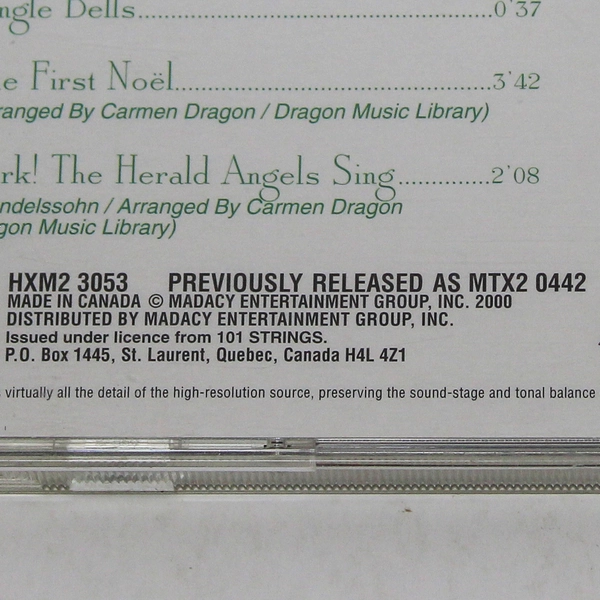 ngle Bells..............................0'37
e First Noël..............................3'42
ranged By Carmen Dragon / Dragon Music Library)
rk! The Herald Angels Sing.............2'08
ndelssohn / Arranged By Carmen Dragon
gon Music Library)
HXM2 3053 PREVIOUSLY RELEASED AS MTX2 0442
MADE IN CANADA © MADACY ENTERTAINMENT GROUP, INC. 2000
DISTRIBUTED BY MADACY ENTERTAINMENT GROUP, INC.
Issued under licence from 101 STRINGS.
P.O. Box 1445, St. Laurent, Quebec, Canada H4L 4Z1
virtually all the detail of the high-resolution source, preserving the sound-stage and tonal balance